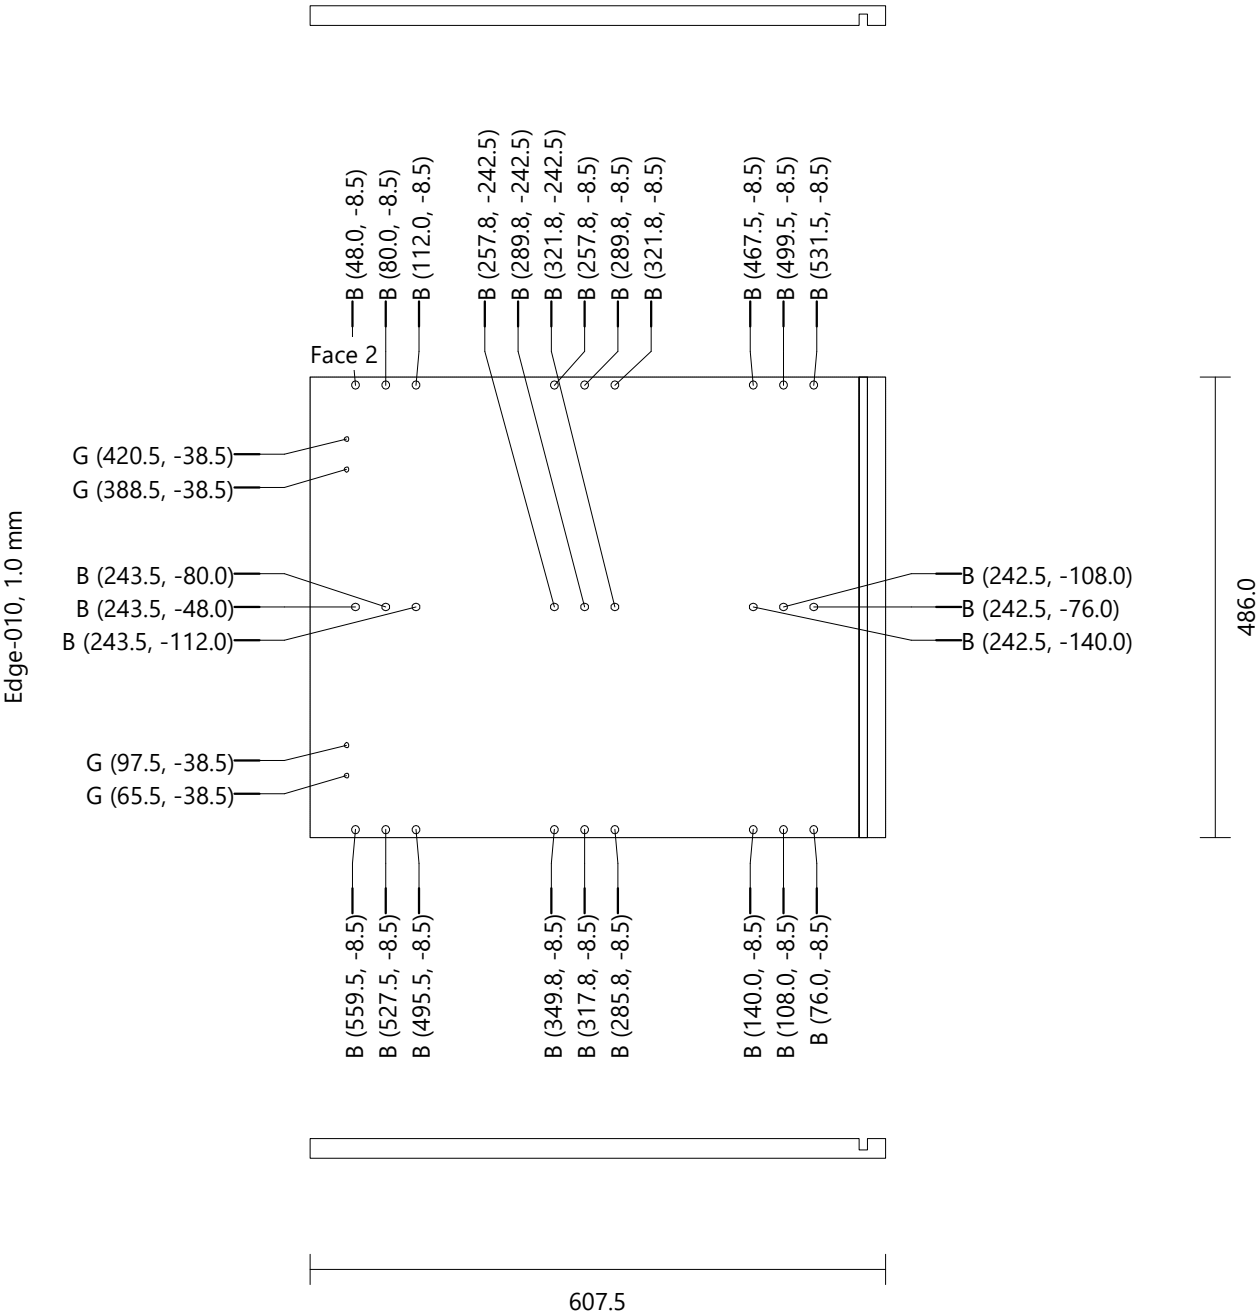 B (48.0, -8.5)
B (80.0, -8.5)
B (112.0, -8.5)
B (257.8, -242.5)
B (289.8, -242.5)
B (321.8, -242.5)
B (257.8, -8.5)
B (289.8, -8.5)
B (321.8, -8.5)
B (467.5, -8.5)
B (499.5, -8.5)
B (531.5, -8.5)
Face 2
G (420.5, -38.5)
G (388.5, -38.5)
Edge-010, 1.0 mm
B (243.5, -80.0)
B (243.5, -48.0)
B (243.5, -112.0)
B (242.5, -108.0)
B (242.5, -76.0)
B (242.5, -140.0)
486.0
G (97.5, -38.5)
G (65.5, -38.5)
B (559.5, -8.5)
B (527.5, -8.5)
B (495.5, -8.5)
B (349.8, -8.5)
B (317.8, -8.5)
B (285.8, -8.5)
B (140.0, -8.5)
B (108.0, -8.5)
B (76.0, -8.5)
607.5